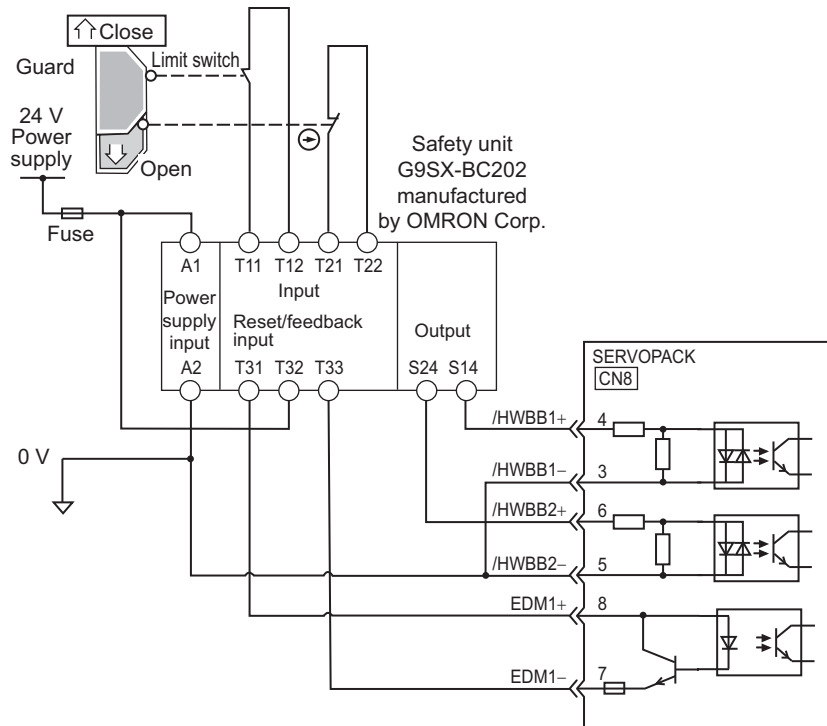 Close
Guard
Limit switch
24 V
Power
supply
Open
Fuse
Safety unit
G9SX-BC202
manufactured
by OMRON Corp.
A1
T11
T12
T21
T22
Power
supply
input
Input
Reset/feedback
input
Output
A2
T31
T32
T33
S24
S14
SERVOPACK
CN8
/HWBB1+
4
0 V
/HWBB1−
3
/HWBB2+
6
/HWBB2−
5
EDM1+
8
EDM1−
7